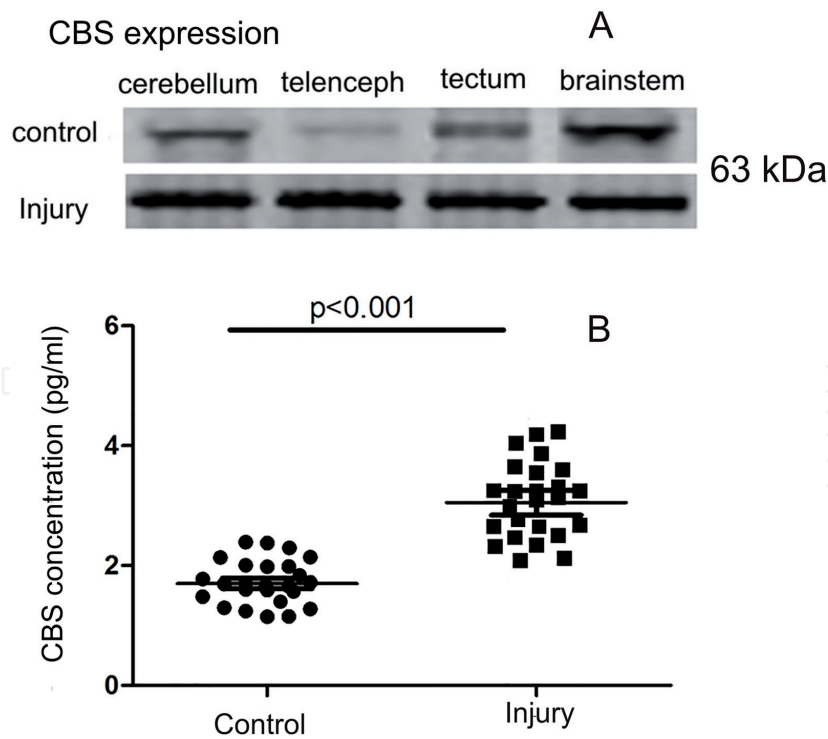 CBS expression
A
cerebellum telenceph tectum brainstem
control
63 kDa
Injury
p<0.001
B
CBS concentration (pg/ml)
6
4
2
0
Control
Injury